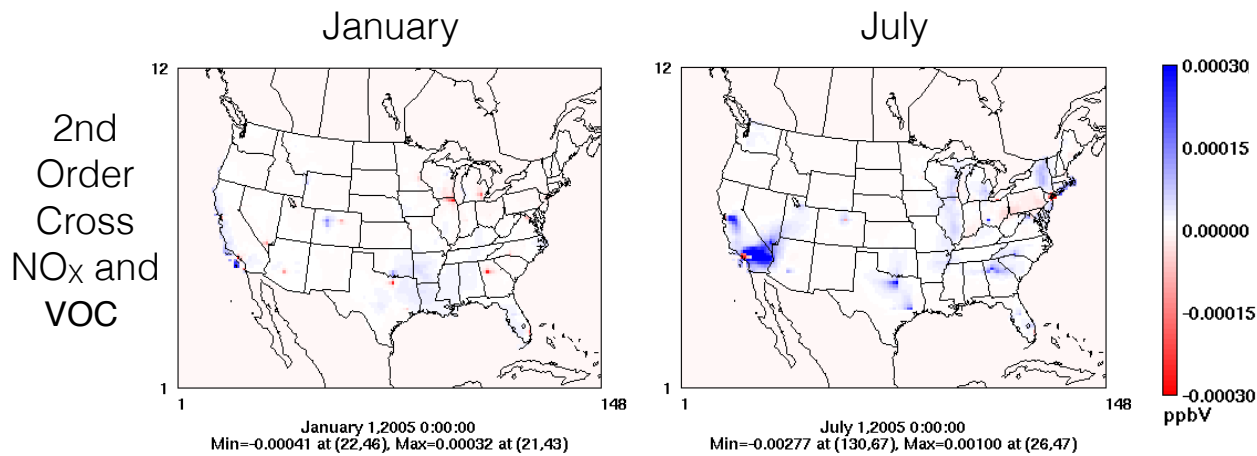 January
July
2nd
Order
Cross
NOX and
VOC
12
1
1
148
January 1,2005 0:00:00
Min=-0.00041 at (22,46), Max=0.00032 at (21,43)
12
1
1
148
July 1,2005 0:00:00
Min=-0.00277 at (130,67), Max=0.00100 at (26,47)
0.00030
0.00015
0.00000
-0.00015
-0.00030
ppbV